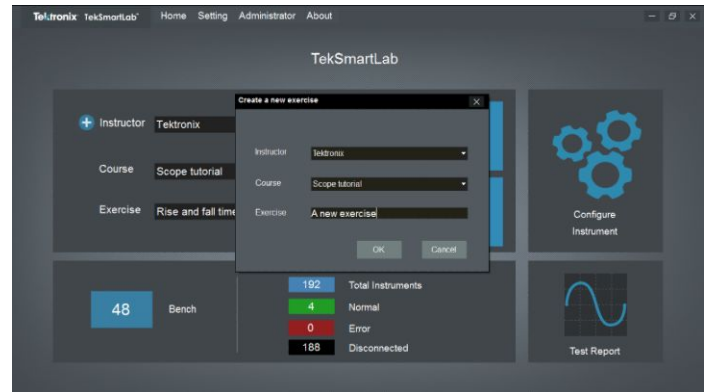 Tektronix TekSmartLab™ Home Setting Administrator About
TekSmartLab
Create a new exercise
Instructor Tektronix
Course Scope tutorial
Exercise A new exercise
OK Cancel
Instructor Tektronix
Course Scope tutorial
Exercise Rise and fall time
Configure
Instrument
48 Bench
192 Total Instruments
4 Normal
0 Error
188 Disconnected
Test Report